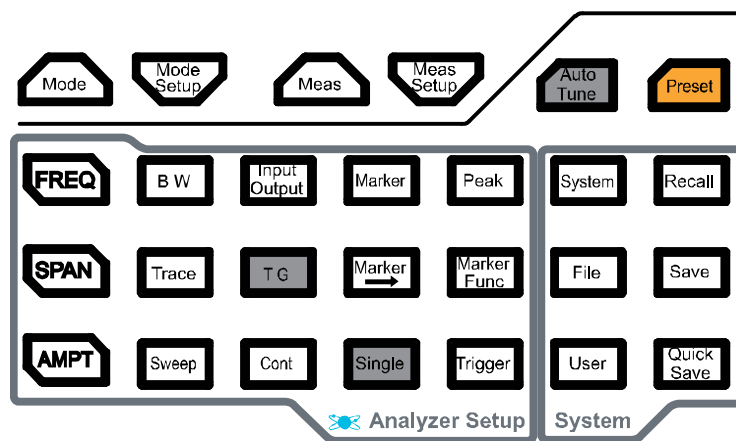 Mode
Mode
Setup
Meas
Meas
Setup
Auto
Tune
Preset
FREQ
B W
Input
Output
Marker
Peak
System
Recall
SPAN
Trace
T G
Marker
Marker
Func
File
Save
AMPT
Sweep
Cont
Single
Trigger
User
Quick
Save
Analyzer Setup
System